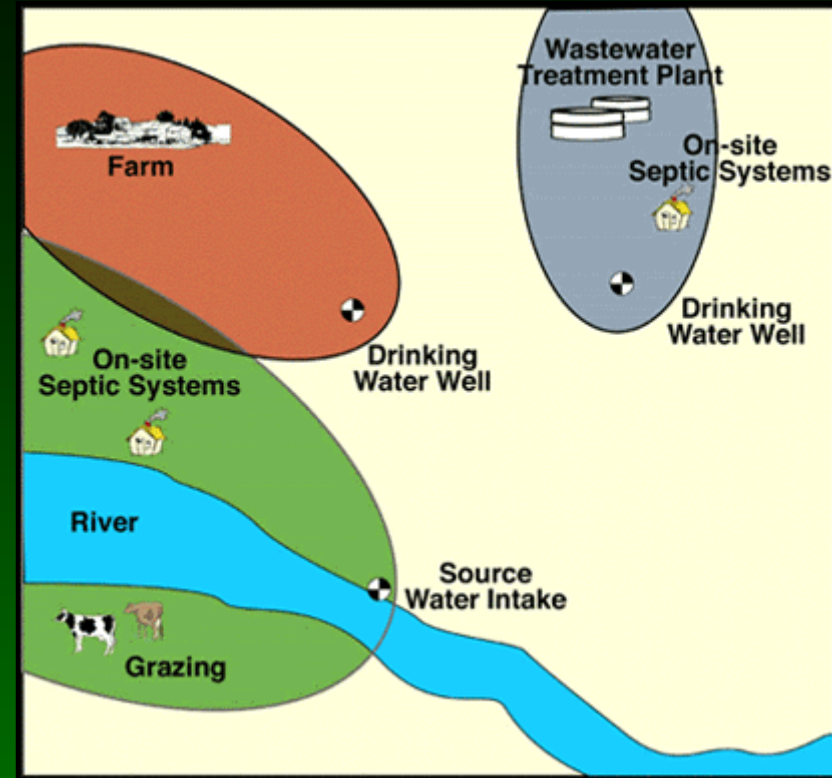 Wastewater
Treatment Plant
On-site
Septic Systems
Farm
Drinking
Water Well
Drinking
Water Well
On-site
Septic Systems
River
Source
Water Intake
Grazing